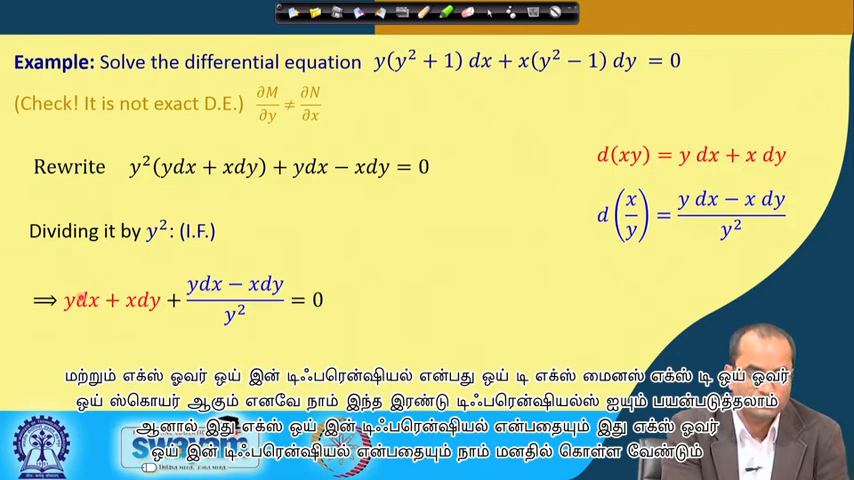 Example: Solve the differential equation y(y² + 1) dx + x(y² − 1) dy = 0
(Check! It is not exact D.E.) ∂M/∂y ≠ ∂N/∂x
Rewrite y²(ydx + xdy) + ydx − xdy = 0
d(xy) = y dx + x dy
d(x/y) = (y dx − x dy)/y²
Dividing it by y²: (I.F.)
⟹ ydx + xdy + (ydx − xdy)/y² = 0
மற்றும் எக்ஸ் ஓவர் ஒய் இன் டிஃபரென்ஷியல் என்பது ஒய் டி எக்ஸ் மைனஸ் எக்ஸ் டி ஒய் ஓவர்
ஒய் ஸ்கொயர் ஆகும் எனவே நாம் இந்த இரண்டு டிஃபரென்ஷியல்ஸ் ஐயும் பயன்படுத்தலாம்
ஆனால் இது எக்ஸ் ஒய் இன் டிஃபரென்ஷியல் என்பதையும் இது எக்ஸ் ஓவர்
ஒய் இன் டிஃபரென்ஷியல் என்பதையும் நாம் மனதில் கொள்ள வேண்டும்
swayam